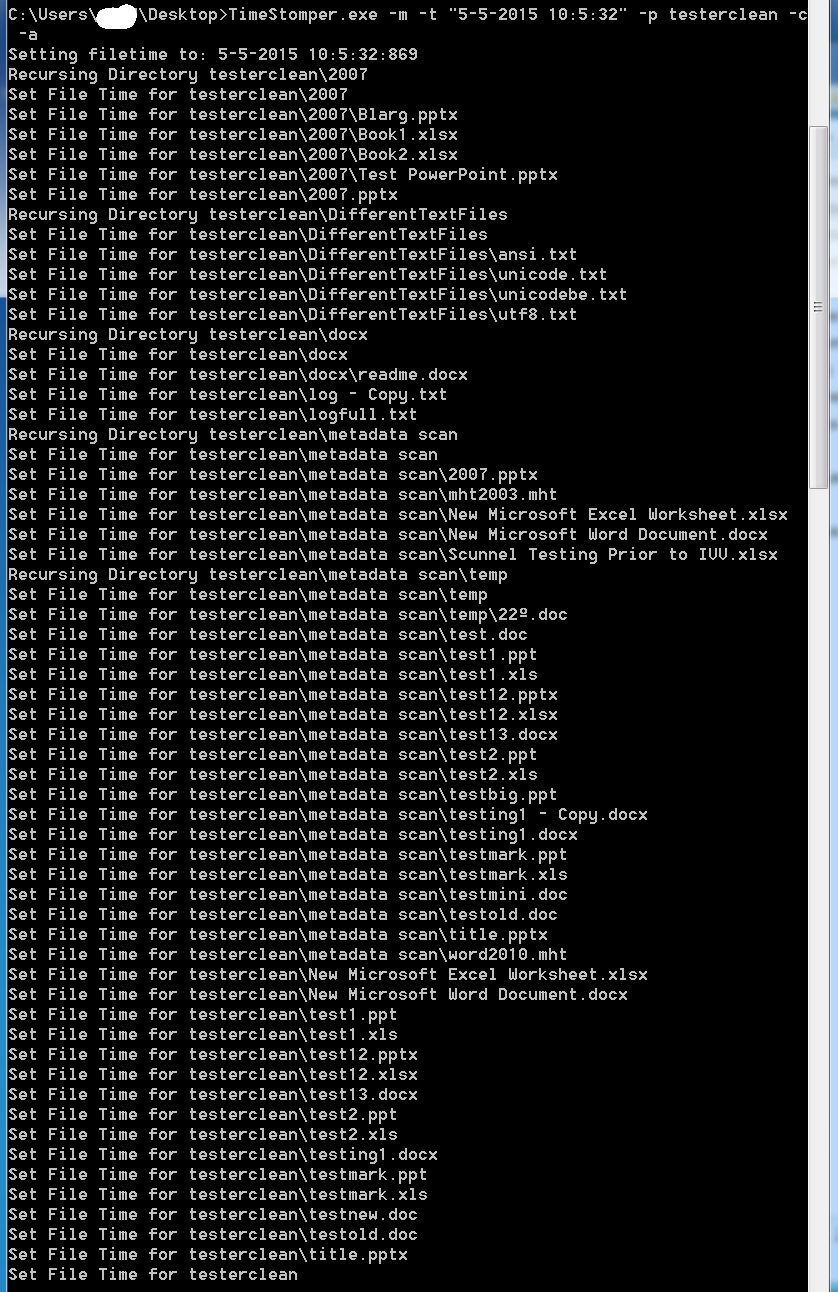 C:\Users\ \Desktop>TimeStomper.exe -m -t "5-5-2015 10:5:32" -p testerclean -c
-a
Setting filetime to: 5-5-2015 10:5:32:869
Recursing Directory testerclean\2007
Set File Time for testerclean\2007
Set File Time for testerclean\2007\Blarg.pptx
Set File Time for testerclean\2007\Book1.xlsx
Set File Time for testerclean\2007\Book2.xlsx
Set File Time for testerclean\2007\Test PowerPoint.pptx
Set File Time for testerclean\2007.pptx
Recursing Directory testerclean\DifferentTextFiles
Set File Time for testerclean\DifferentTextFiles
Set File Time for testerclean\DifferentTextFiles\ansi.txt
Set File Time for testerclean\DifferentTextFiles\unicode.txt
Set File Time for testerclean\DifferentTextFiles\unicodebe.txt
Set File Time for testerclean\DifferentTextFiles\utf8.txt
Recursing Directory testerclean\docx
Set File Time for testerclean\docx
Set File Time for testerclean\docx\readme.docx
Set File Time for testerclean\log - Copy.txt
Set File Time for testerclean\logfull.txt
Recursing Directory testerclean\metadata scan
Set File Time for testerclean\metadata scan
Set File Time for testerclean\metadata scan\2007.pptx
Set File Time for testerclean\metadata scan\mht2003.mht
Set File Time for testerclean\metadata scan\New Microsoft Excel Worksheet.xlsx
Set File Time for testerclean\metadata scan\New Microsoft Word Document.docx
Set File Time for testerclean\metadata scan\Scunnel Testing Prior to IVV.xlsx
Recursing Directory testerclean\metadata scan\temp
Set File Time for testerclean\metadata scan\temp
Set File Time for testerclean\metadata scan\temp\22º.doc
Set File Time for testerclean\metadata scan\test.doc
Set File Time for testerclean\metadata scan\test1.ppt
Set File Time for testerclean\metadata scan\test1.xls
Set File Time for testerclean\metadata scan\test12.pptx
Set File Time for testerclean\metadata scan\test12.xlsx
Set File Time for testerclean\metadata scan\test13.docx
Set File Time for testerclean\metadata scan\test2.ppt
Set File Time for testerclean\metadata scan\test2.xls
Set File Time for testerclean\metadata scan\testbig.ppt
Set File Time for testerclean\metadata scan\testing1 - Copy.docx
Set File Time for testerclean\metadata scan\testing1.docx
Set File Time for testerclean\metadata scan\testmark.ppt
Set File Time for testerclean\metadata scan\testmark.xls
Set File Time for testerclean\metadata scan\testmini.doc
Set File Time for testerclean\metadata scan\testold.doc
Set File Time for testerclean\metadata scan\title.pptx
Set File Time for testerclean\metadata scan\word2010.mht
Set File Time for testerclean\New Microsoft Excel Worksheet.xlsx
Set File Time for testerclean\New Microsoft Word Document.docx
Set File Time for testerclean\test1.ppt
Set File Time for testerclean\test1.xls
Set File Time for testerclean\test12.pptx
Set File Time for testerclean\test12.xlsx
Set File Time for testerclean\test13.docx
Set File Time for testerclean\test2.ppt
Set File Time for testerclean\test2.xls
Set File Time for testerclean\testing1.docx
Set File Time for testerclean\testmark.ppt
Set File Time for testerclean\testmark.xls
Set File Time for testerclean\testnew.doc
Set File Time for testerclean\testold.doc
Set File Time for testerclean\title.pptx
Set File Time for testerclean